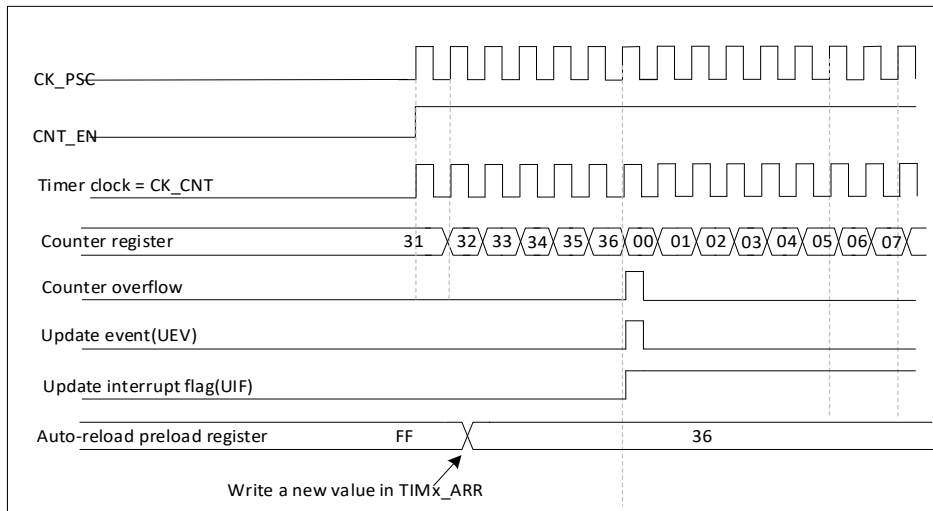 CK_PSC
CNT_EN
Timer clock = CK_CNT
Counter register 31 32 33 34 35 36 00 01 02 03 04 05 06 07
Counter overflow
Update event(UEV)
Update interrupt flag(UIF)
Auto-reload preload register FF 36
Write a new value in TIMx_ARR